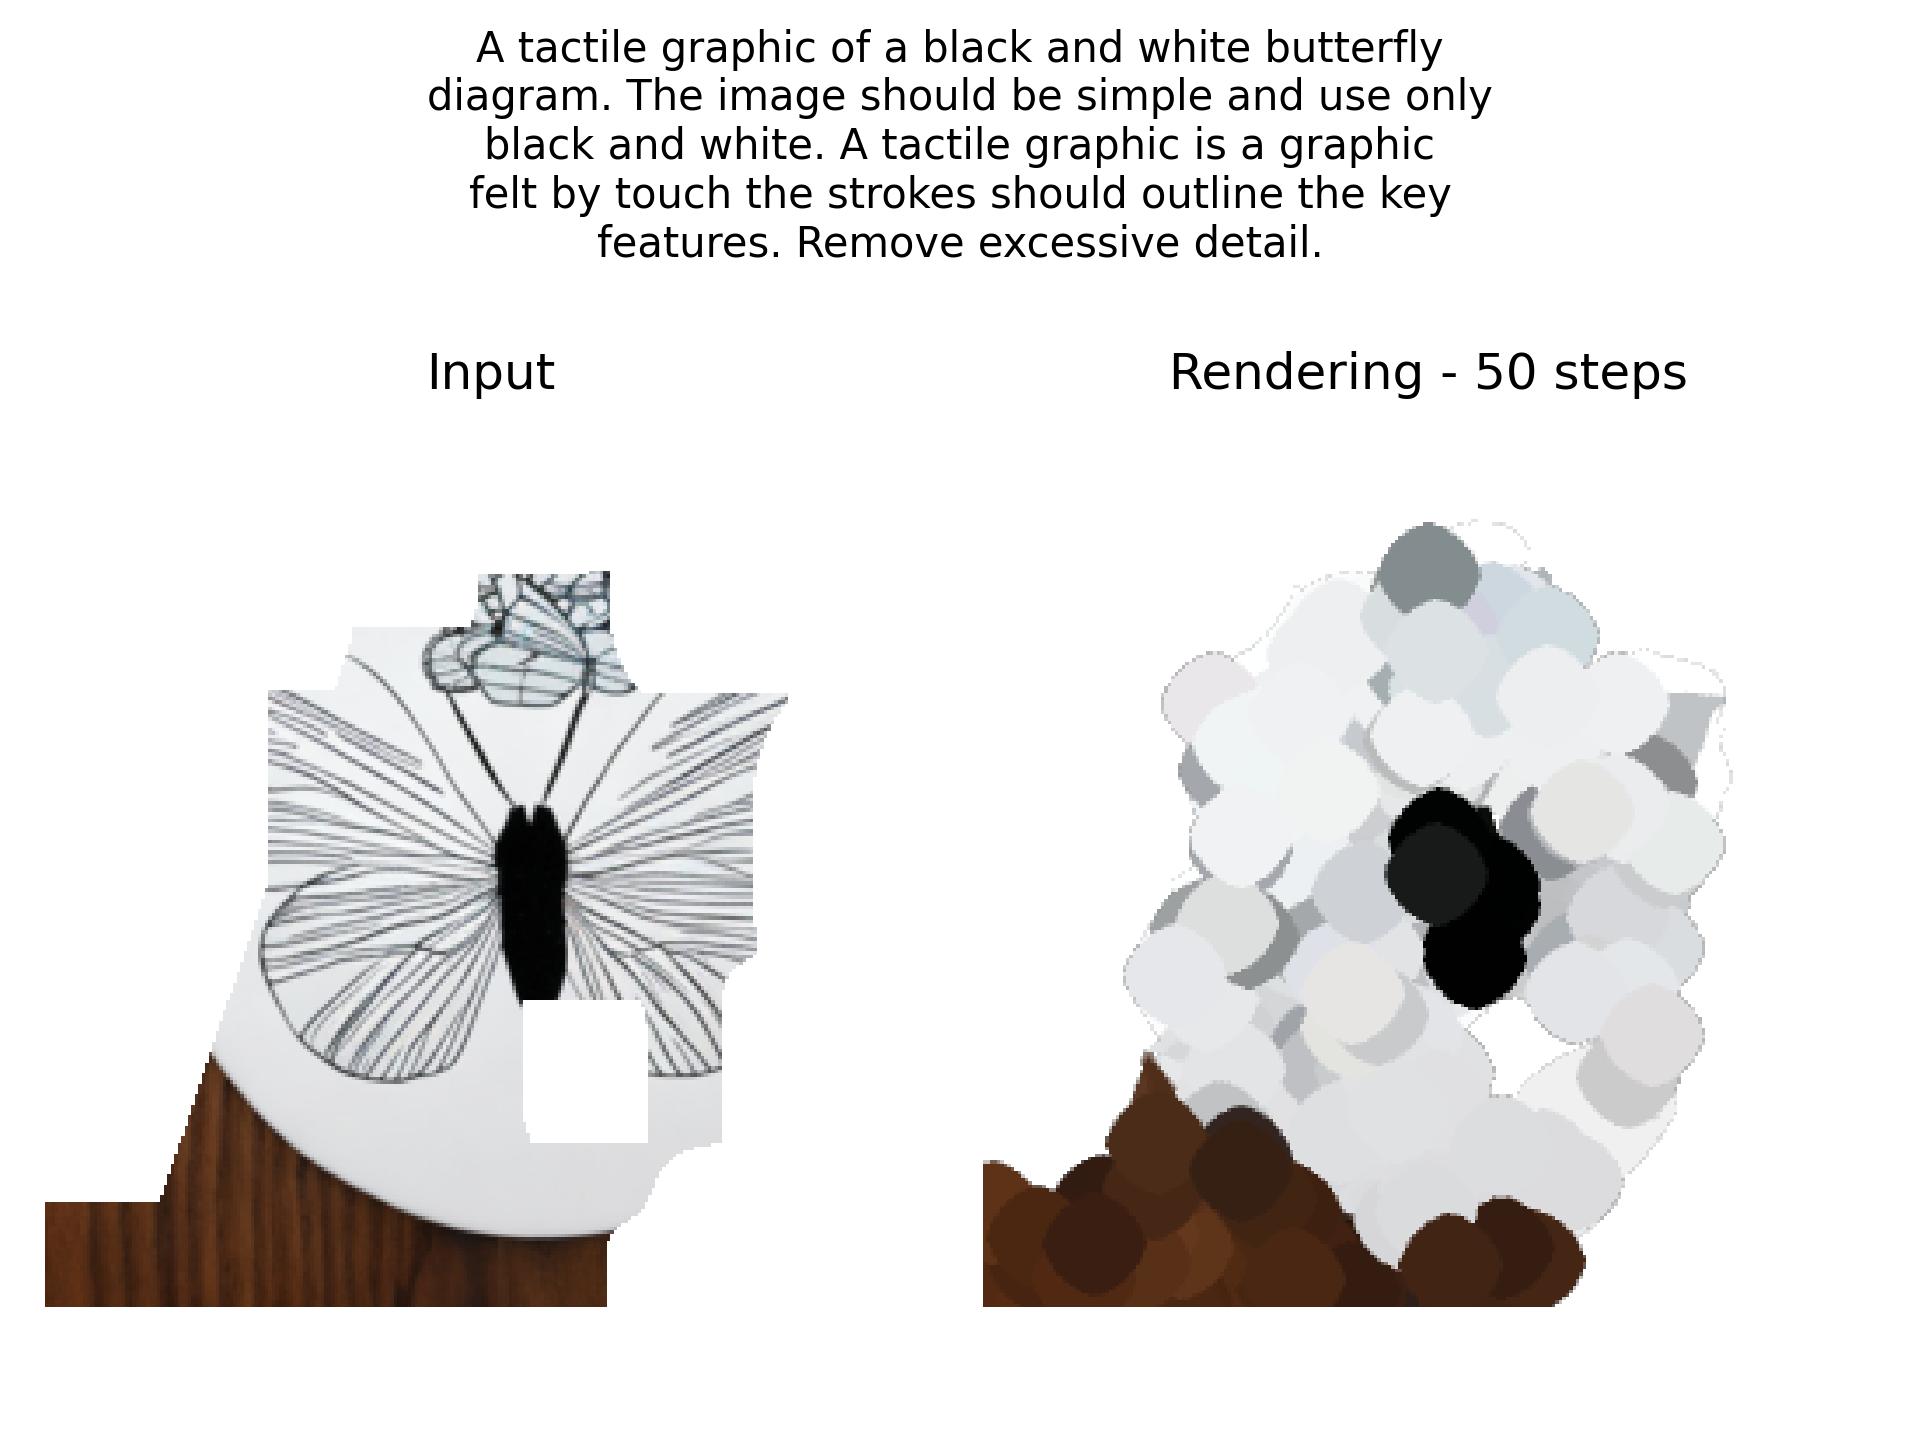 A tactile graphic of a black and white butterfly
diagram. The image should be simple and use only
black and white. A tactile graphic is a graphic
felt by touch the strokes should outline the key
features. Remove excessive detail.
Input
Rendering - 50 steps